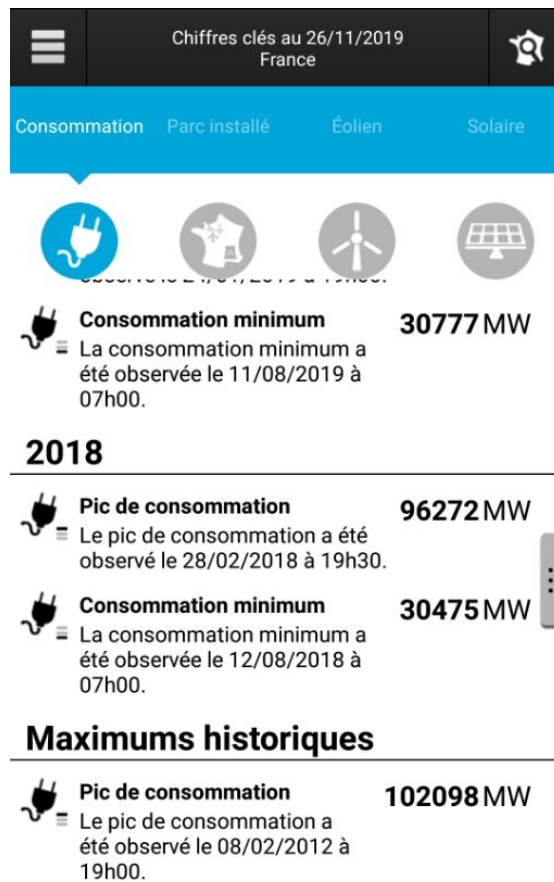 Chiffres clés au 26/11/2019
France
Consommation Parc installé Éolien Solaire
Consommation minimum 30777 MW
La consommation minimum a
été observée le 11/08/2019 à
07h00.
2018
Pic de consommation 96272 MW
Le pic de consommation a été
observé le 28/02/2018 à 19h30.
Consommation minimum 30475 MW
La consommation minimum a
été observée le 12/08/2018 à
07h00.
Maximums historiques
Pic de consommation 102098 MW
Le pic de consommation a
été observé le 08/02/2012 à
19h00.